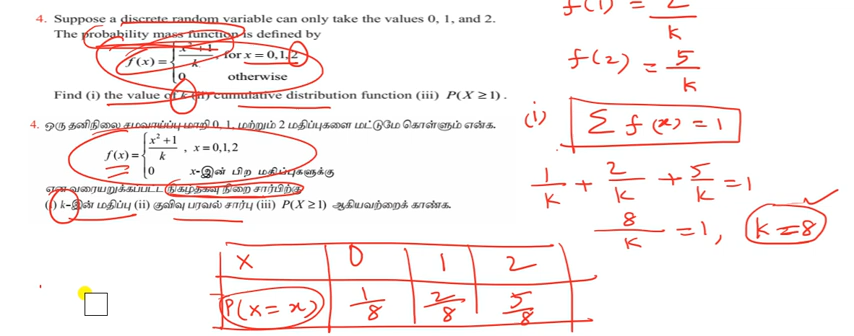 4. Suppose a discrete random variable can only take the values 0, 1, and 2.
The probability mass function is defined by
f(x) = { x² + 1 / k , for x = 0,1,2
0 otherwise
Find (i) the value of k (ii) cumulative distribution function (iii) P(X ≥ 1) .
4. ஒரு தனிநிலை சமவாய்ப்பு மாறி 0, 1, மற்றும் 2 மதிப்புகளை மட்டுமே கொள்ளும் என்க.
f(x) = { x² + 1 / k , x = 0,1,2
0 x-இன் பிற மதிப்புகளுக்கு
என வரையறுக்கப்பட்ட நிகழ்தகவு நிறை சார்பிற்கு
(i) k-இன் மதிப்பு (ii) குவிவு பரவல் சார்பு (iii) P(X ≥ 1) ஆகியவற்றைக் காண்க.
f(1) = 2/k
f(2) = 5/k
(i) Σ f(x) = 1
1/k + 2/k + 5/k = 1
8/k = 1, k = 8
X 0 1 2
P(X = x) 1/8 2/8 5/8